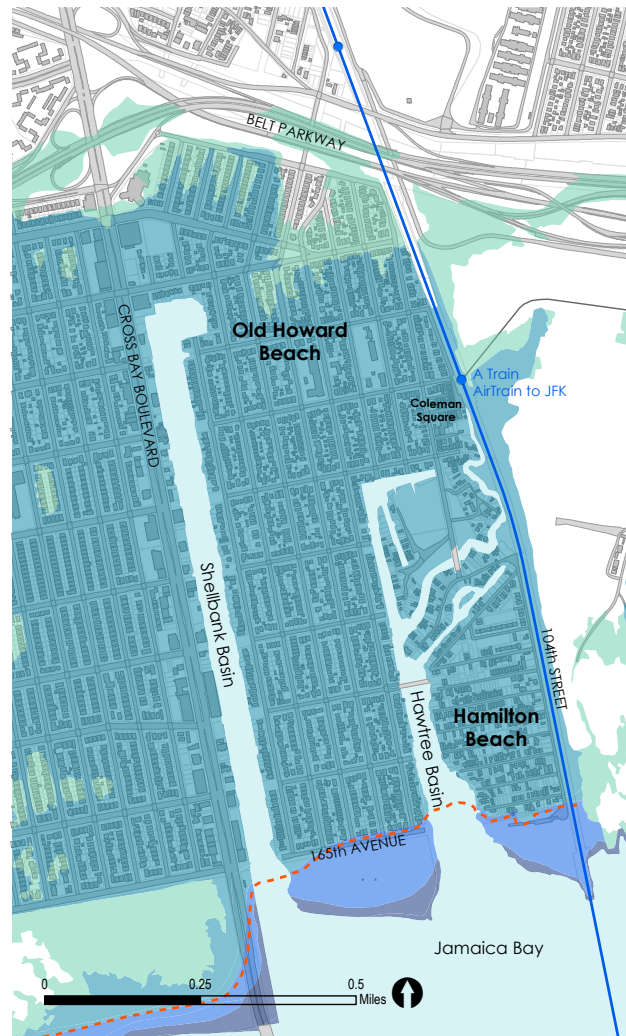 BELT PARKWAY
Old Howard
Beach
CROSS BAY BOULEVARD
A Train
AirTrain to JFK
Coleman
Square
Shellbank Basin
104th STREET
Hamilton
Beach
Hawtree Basin
165th AVENUE
Jamaica Bay
0 0.25 0.5
Miles